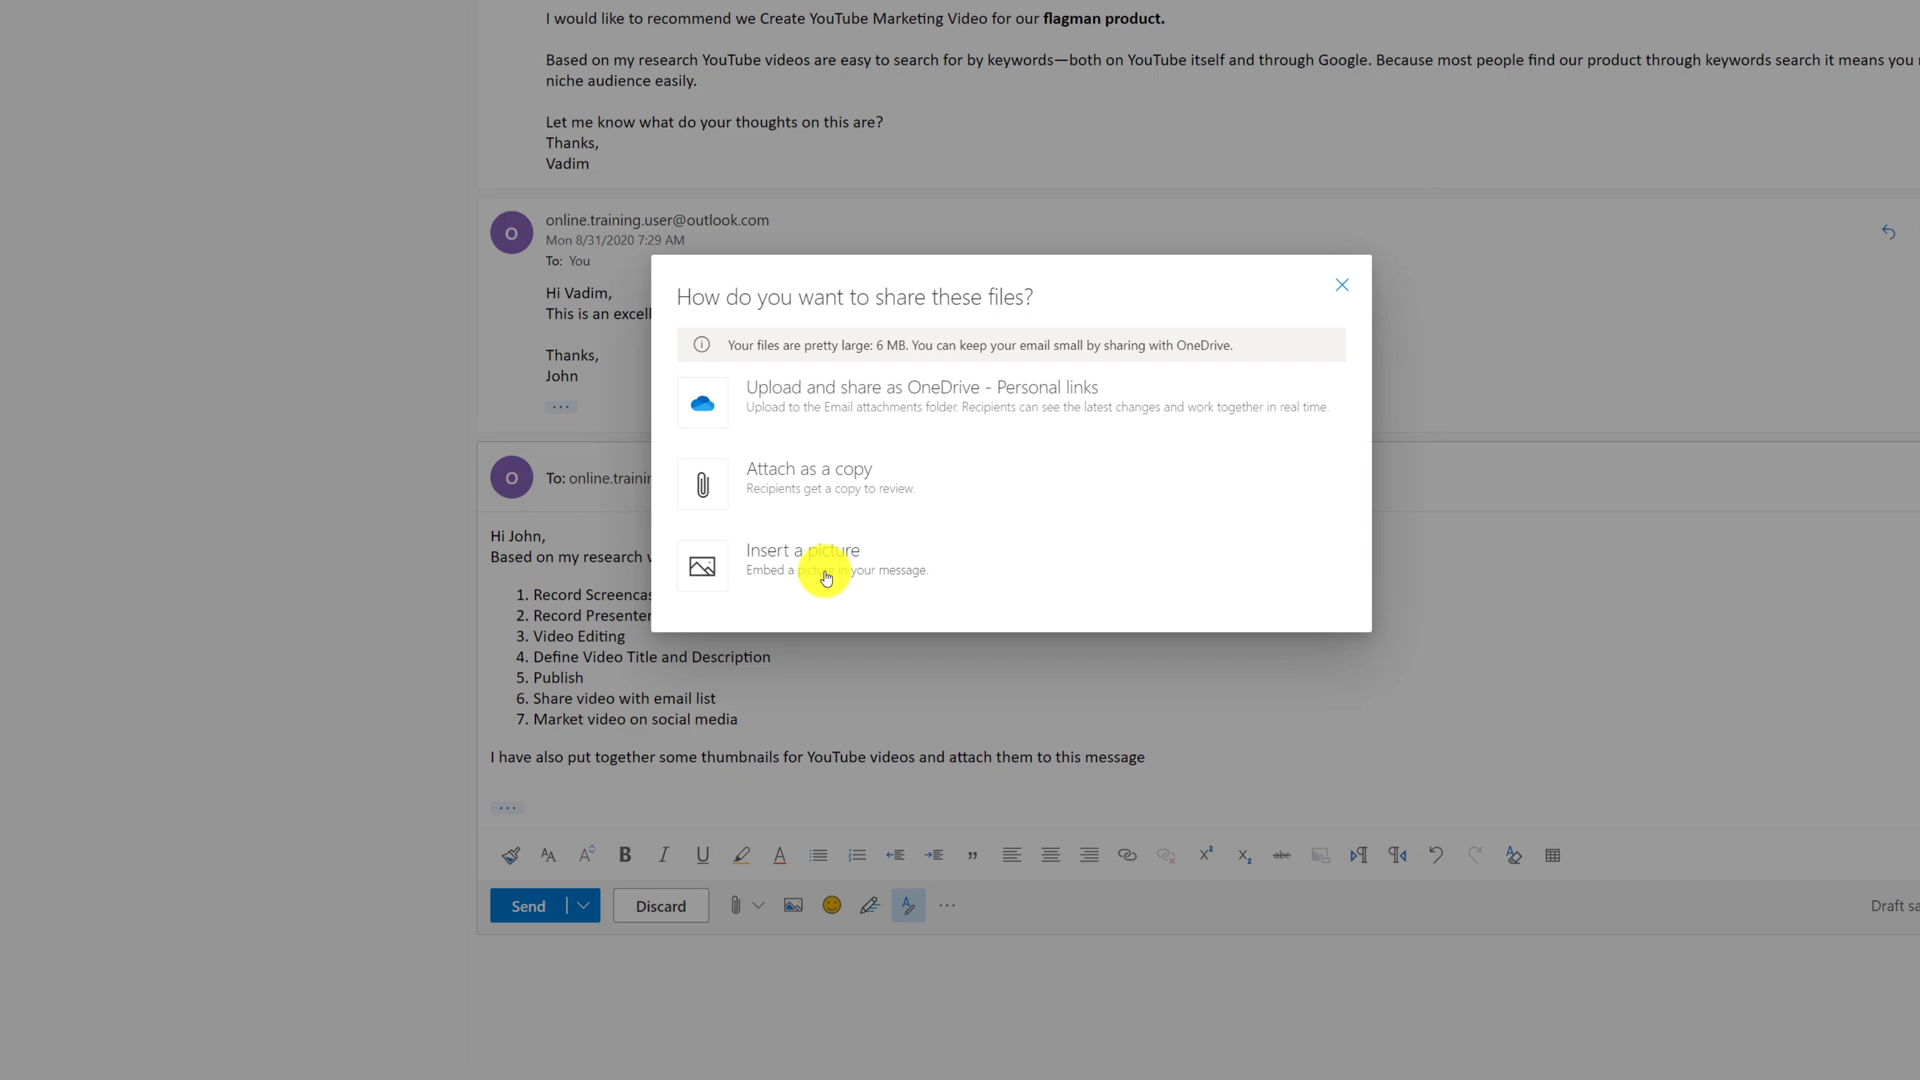 I would like to recommend we Create YouTube Marketing Video for our flagman product.
Based on my research YouTube videos are easy to search for by keywords—both on YouTube itself and through Google. Because most people find our product through keywords search it means you
niche audience easily.
Let me know what do your thoughts on this are?
Thanks,
Vadim
O
online.training.user@outlook.com
Mon 8/31/2020 7:29 AM
To: You
Hi Vadim,
This is an excell
Thanks,
John
...
How do you want to share these files?
Your files are pretty large: 6 MB. You can keep your email small by sharing with OneDrive.
Upload and share as OneDrive - Personal links
Upload to the Email attachments folder. Recipients can see the latest changes and work together in real time.
Attach as a copy
Recipients get a copy to review.
Insert a picture
Embed a picture in your message.
O
To: online.trainin
Hi John,
Based on my research
1. Record Screencas
2. Record Presenter
3. Video Editing
4. Define Video Title and Description
5. Publish
6. Share video with email list
7. Market video on social media
I have also put together some thumbnails for YouTube videos and attach them to this message
...
Send
Discard
Draft sa